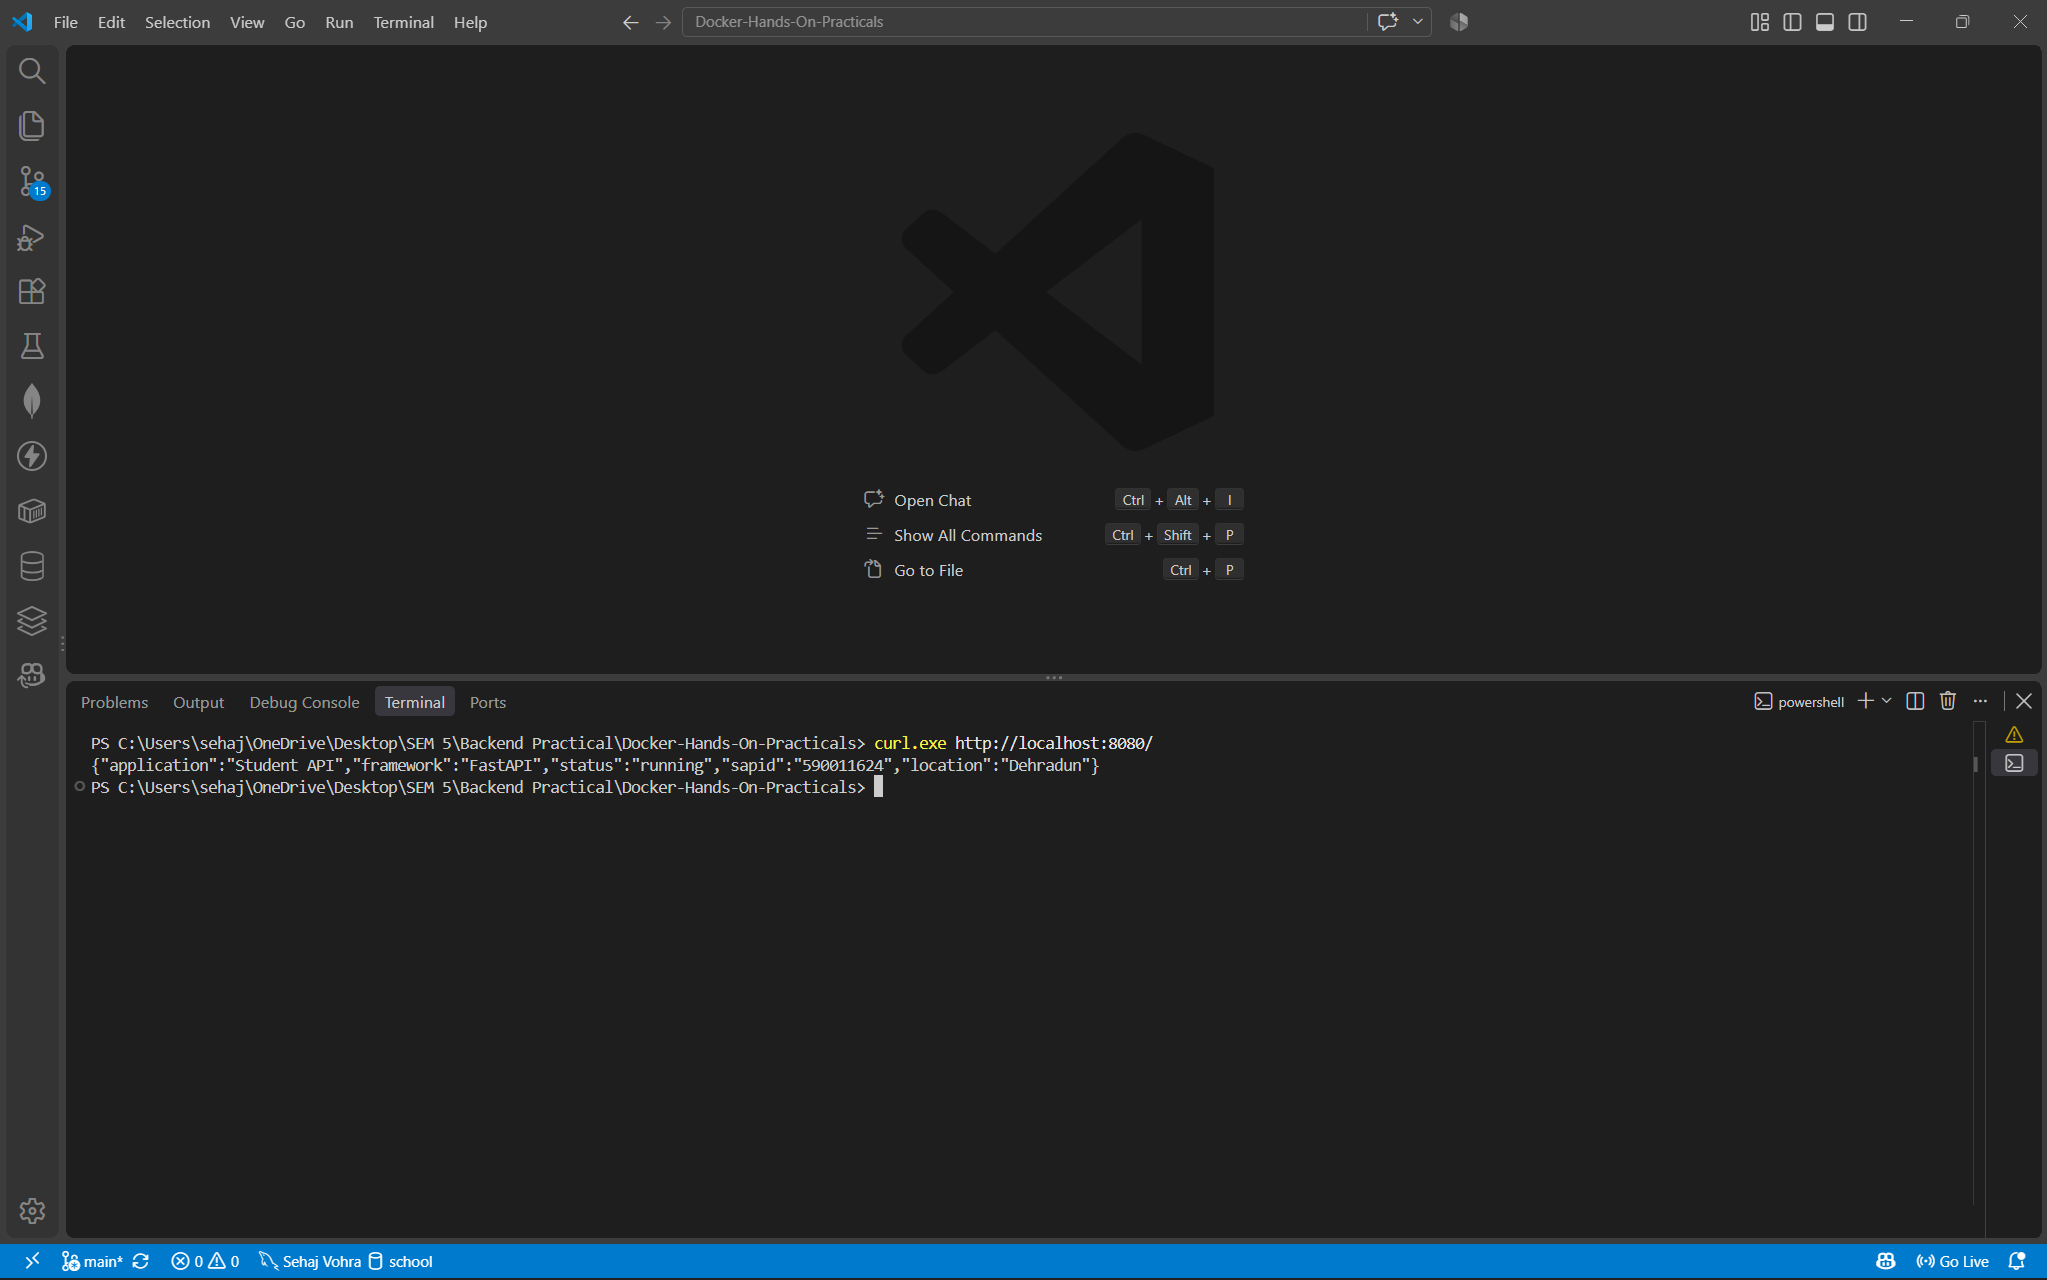 File Edit Selection View Go Run Terminal Help
Docker-Hands-On-Practicals
15
Open Chat Ctrl + Alt + I
Show All Commands Ctrl + Shift + P
Go to File Ctrl + P
Problems Output Debug Console Terminal Ports
powershell
PS C:\Users\sehaj\OneDrive\Desktop\SEM 5\Backend Practical\Docker-Hands-On-Practicals> curl.exe http://localhost:8080/
{"application":"Student API","framework":"FastAPI","status":"running","sapid":"590011624","location":"Dehradun"}
PS C:\Users\sehaj\OneDrive\Desktop\SEM 5\Backend Practical\Docker-Hands-On-Practicals>
main* 0 0 Sehaj Vohra school Go Live